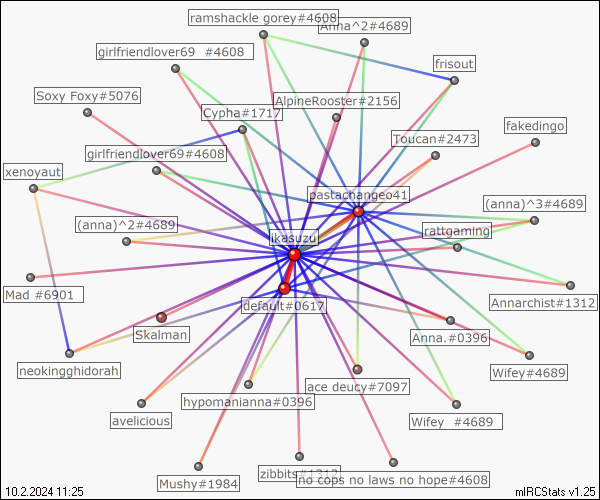 ramshackle gorey#4608
Anna^2#4689
girlfriendlover69 #4608
frisout
Soxy Foxy#5076
AlpineRooster#2156
Cypha#1717
fakedingo
Toucan#2473
girlfriendlover69#4608
xenoyaut
pastachangeo41
(anna)^3#4689
(anna)^2#4689
rattgaming
ikasuzu
Mad #6901
Annarchist#1312
default#0617
Skalman
Anna.#0396
neokingghidorah
Wifey#4689
ace deucy#7097
hypomanianna#0396
avelicious
Wifey #4689
zibbits#1312
no cops no laws no hope#4608
Mushy#1984
10.2.2024 11:25
mIRCStats v1.25